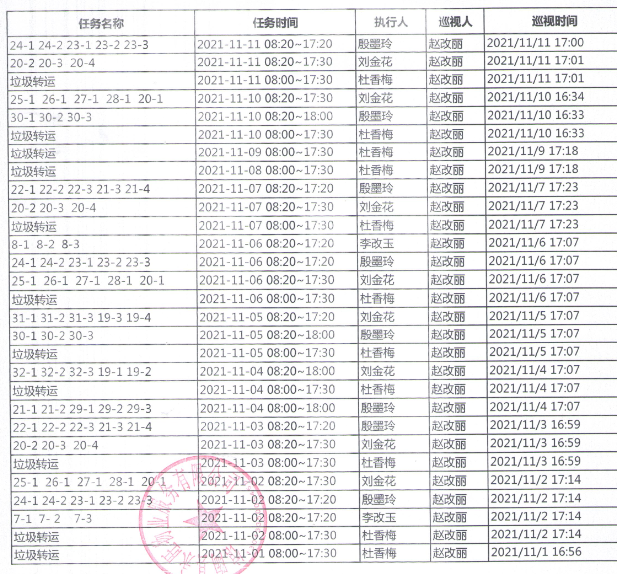 任务名称 任务时间 执行人 巡视人 巡视时间
24-1 24-2 23-1 23-2 23-3 2021-11-11 08:20~17:20 殷墨玲 赵改丽 2021/11/11 17:00
20-2 20-3 20-4 2021-11-11 08:20~17:30 刘金花 赵改丽 2021/11/11 17:01
垃圾转运 2021-11-11 08:00~17:30 杜香梅 赵改丽 2021/11/11 17:01
25-1 26-1 27-1 28-1 20-1 2021-11-10 08:20~17:30 刘金花 赵改丽 2021/11/10 16:34
30-1 30-2 30-3 2021-11-10 08:20~18:00 殷墨玲 赵改丽 2021/11/10 16:33
垃圾转运 2021-11-10 08:00~17:30 杜香梅 赵改丽 2021/11/10 16:33
垃圾转运 2021-11-09 08:00~17:30 杜香梅 赵改丽 2021/11/9 17:18
垃圾转运 2021-11-08 08:00~17:30 杜香梅 赵改丽 2021/11/9 17:18
22-1 22-2 22-3 21-3 21-4 2021-11-07 08:20~17:20 殷墨玲 赵改丽 2021/11/7 17:23
20-2 20-3 20-4 2021-11-07 08:20~17:30 刘金花 赵改丽 2021/11/7 17:23
垃圾转运 2021-11-07 08:00~17:30 杜香梅 赵改丽 2021/11/7 17:23
8-1 8-2 8-3 2021-11-06 08:20~17:20 李改玉 赵改丽 2021/11/6 17:07
24-1 24-2 23-1 23-2 23-3 2021-11-06 08:20~17:20 殷墨玲 赵改丽 2021/11/6 17:07
25-1 26-1 27-1 28-1 20-1 2021-11-06 08:20~17:30 刘金花 赵改丽 2021/11/6 17:07
垃圾转运 2021-11-06 08:00~17:30 杜香梅 赵改丽 2021/11/6 17:07
31-1 31-2 31-3 19-3 19-4 2021-11-05 08:20~17:20 刘金花 赵改丽 2021/11/5 17:07
30-1 30-2 30-3 2021-11-05 08:20~18:00 殷墨玲 赵改丽 2021/11/5 17:07
垃圾转运 2021-11-05 08:00~17:30 杜香梅 赵改丽 2021/11/5 17:07
32-1 32-2 32-3 19-1 19-2 2021-11-04 08:20~18:00 刘金花 赵改丽 2021/11/4 17:07
垃圾转运 2021-11-04 08:00~17:30 杜香梅 赵改丽 2021/11/4 17:07
21-1 21-2 29-1 29-2 29-3 2021-11-04 08:00~18:00 殷墨玲 赵改丽 2021/11/4 17:07
22-1 22-2 22-3 21-3 21-4 2021-11-03 08:20~17:20 殷墨玲 赵改丽 2021/11/3 16:59
20-2 20-3 20-4 2021-11-03 08:20~17:30 刘金花 赵改丽 2021/11/3 16:59
垃圾转运 2021-11-03 08:00~17:30 杜香梅 赵改丽 2021/11/3 16:59
25-1 26-1 27-1 28-1 20-1 2021-11-02 08:20~17:30 刘金花 赵改丽 2021/11/2 17:14
24-1 24-2 23-1 23-2 23-3 2021-11-02 08:20~17:20 殷墨玲 赵改丽 2021/11/2 17:14
7-1 7-2 7-3 2021-11-02 08:20~17:20 李改玉 赵改丽 2021/11/2 17:14
垃圾转运 2021-11-02 08:00~17:30 杜香梅 赵改丽 2021/11/2 17:14
垃圾转运 2021-11-01 08:00~17:30 杜香梅 赵改丽 2021/11/1 16:56